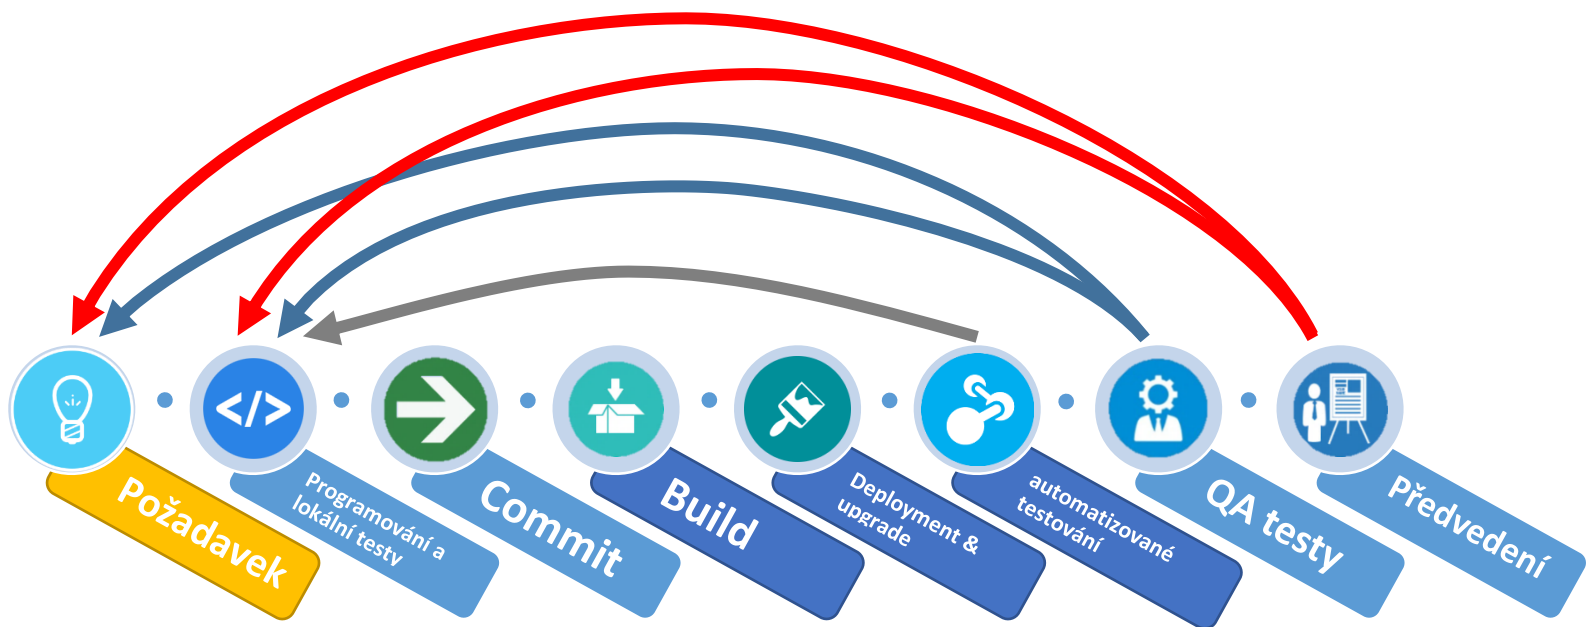 Požadavek
Programování a
lokální testy
Commit
Build
Deployment &
upgrade
automatizované
testování
QA testy
Předvedení